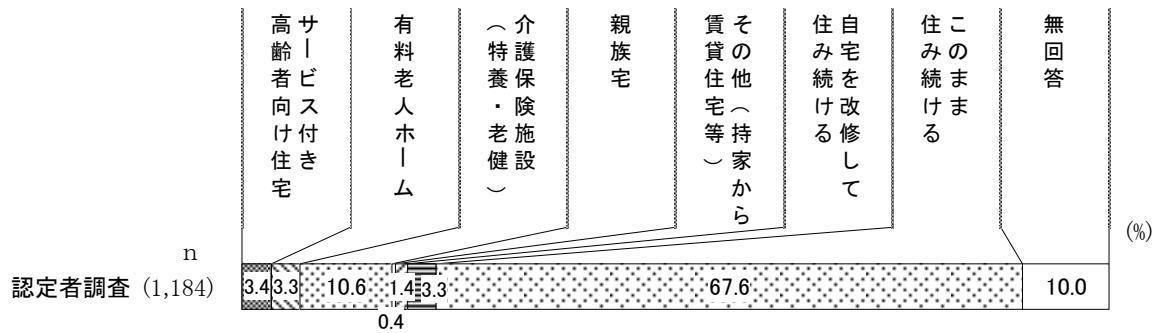 サービス付き
高齢者向け住宅
有料老人ホーム
介護保険施設
（特養・老健）
親族宅
その他（持家から
賃貸住宅等）
自宅を改修して
住み続ける
このまま
住み続ける
無回答
(%)
n
認定者調査 (1,184)
3.4 3.3 10.6 1.4 3.3 67.6 10.0
0.4